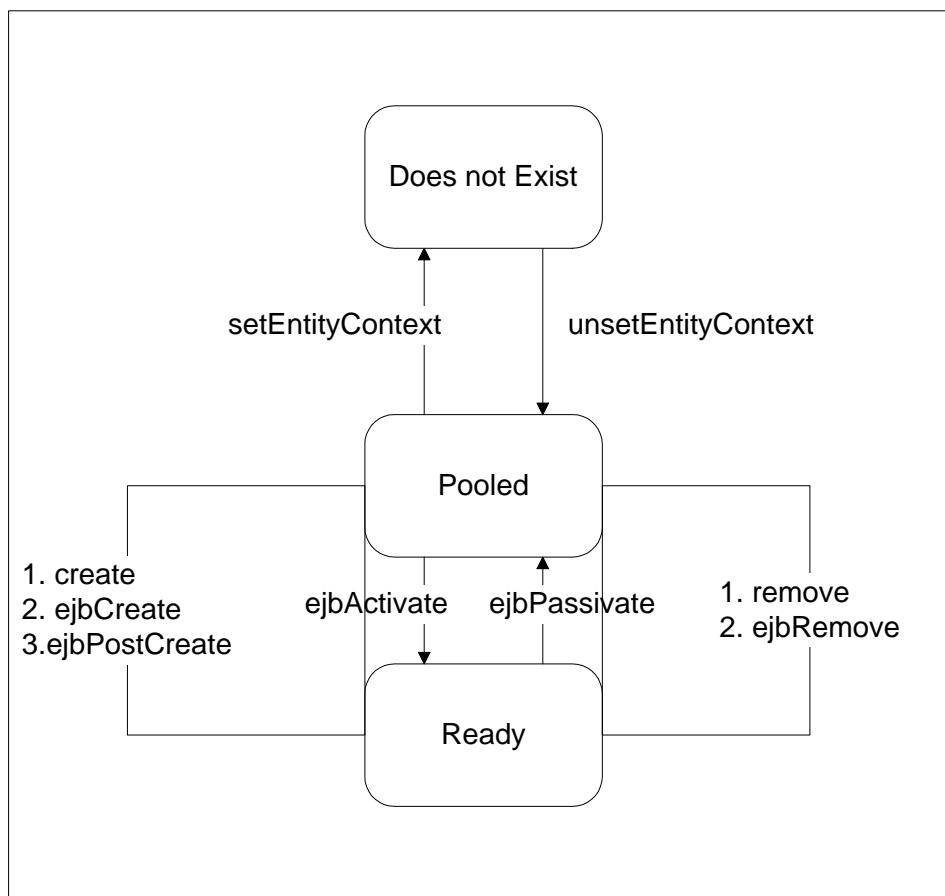 Does not Exist
setEntityContext
unsetEntityContext
Pooled
1. create
2. ejbCreate
3.ejbPostCreate
ejbActivate
ejbPassivate
1. remove
2. ejbRemove
Ready